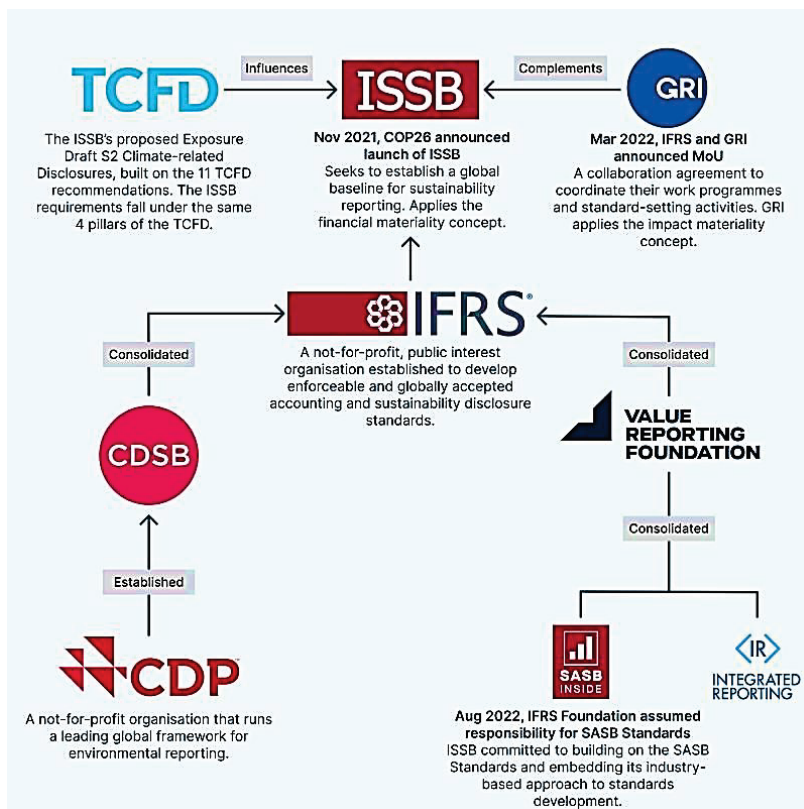 TCFD
Influences
ISSB
Complements
GRI
The ISSB's proposed Exposure
Draft S2 Climate-related
Disclosures, built on the 11 TCFD
recommendations. The ISSB
requirements fall under the same
4 pillars of the TCFD.
Nov 2021, COP26 announced
launch of ISSB
Seeks to establish a global
baseline for sustainability
reporting. Applies the
financial materiality concept.
Mar 2022, IFRS and GRI
announced MoU
A collaboration agreement to
coordinate their work programmes
and standard-setting activities. GRI
applies the impact materiality
concept.
IFRS®
Consolidated
A not-for-profit, public interest
organisation established to develop
enforceable and globally accepted
accounting and sustainability disclosure
standards.
Consolidated
CDSB
VALUE
REPORTING
FOUNDATION
Consolidated
Established
CDP
A not-for-profit organisation that runs
a leading global framework for
environmental reporting.
SASB
INSIDE
<IR>
INTEGRATED
REPORTING
Aug 2022, IFRS Foundation assumed
responsibility for SASB Standards
ISSB committed to building on the SASB
Standards and embedding its industry-
based approach to standards
development.